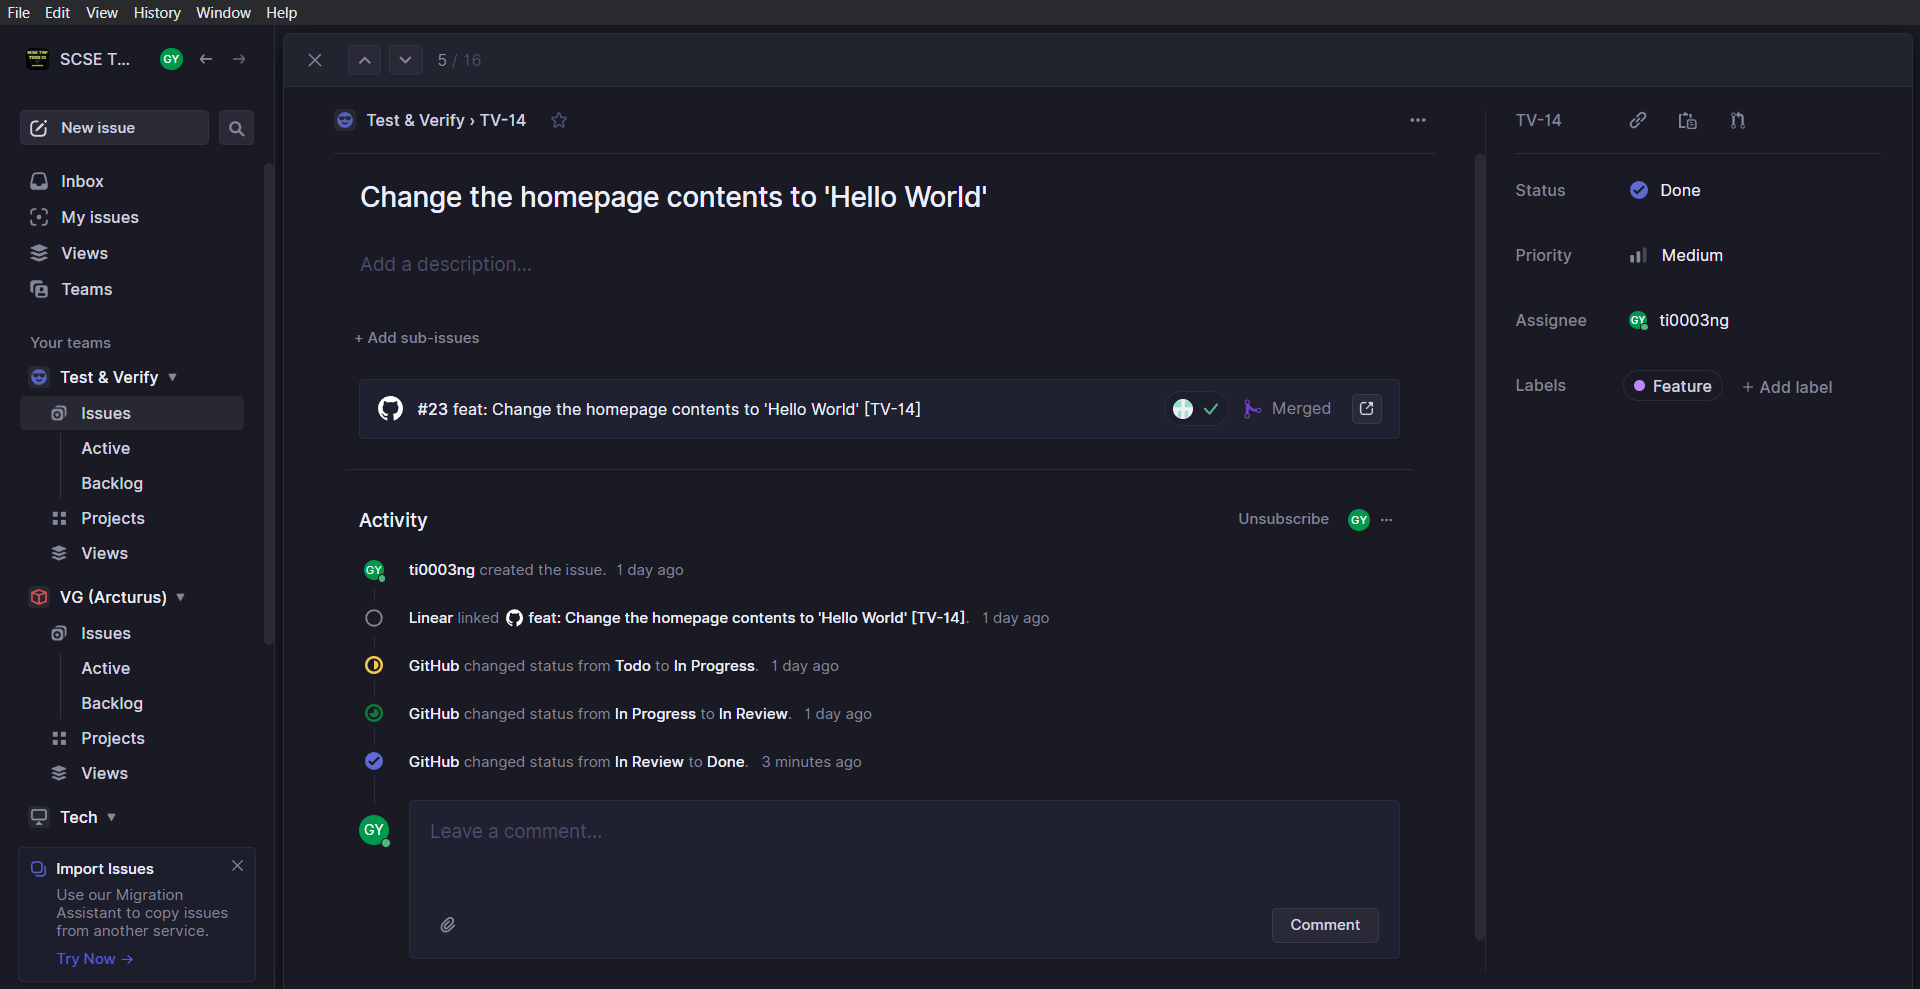 File Edit View History Window Help
SCSE T... GY
5 / 16
New issue
Inbox
My issues
Views
Teams
Your teams
Test & Verify
Issues
Active
Backlog
Projects
Views
VG (Arcturus)
Issues
Active
Backlog
Projects
Views
Tech
Import Issues
Use our Migration
Assistant to copy issues
from another service.
Try Now →
Test & Verify › TV-14
Change the homepage contents to 'Hello World'
Add a description...
+ Add sub-issues
#23 feat: Change the homepage contents to 'Hello World' [TV-14] Merged
Activity Unsubscribe GY
GY ti0003ng created the issue. 1 day ago
Linear linked feat: Change the homepage contents to 'Hello World' [TV-14]. 1 day ago
GitHub changed status from Todo to In Progress. 1 day ago
GitHub changed status from In Progress to In Review. 1 day ago
GitHub changed status from In Review to Done. 3 minutes ago
GY Leave a comment...
Comment
TV-14
Status Done
Priority Medium
Assignee GY ti0003ng
Labels Feature + Add label